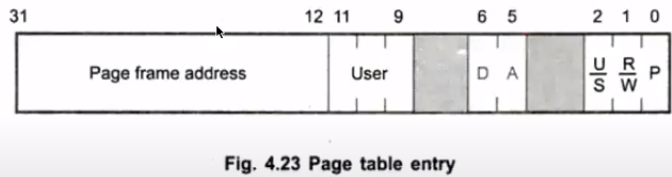 31 12 11 9 6 5 2 1 0
Page frame address User D A U/S R/W P
Fig. 4.23 Page table entry